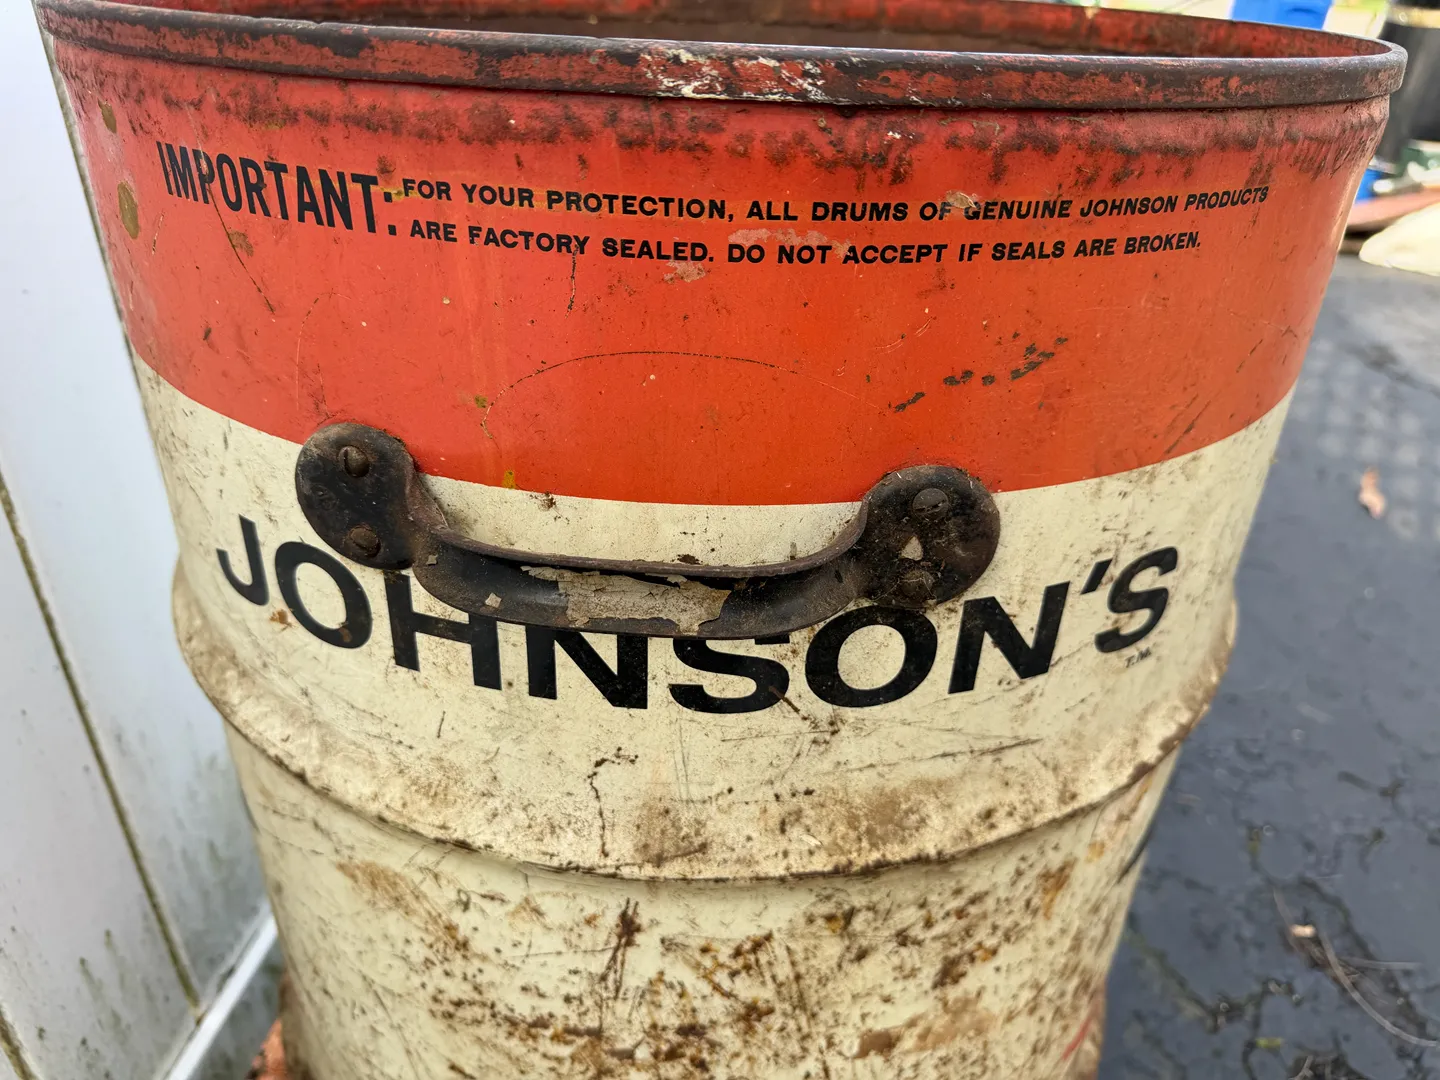 IMPORTANT: FOR YOUR PROTECTION, ALL DRUMS OF GENUINE JOHNSON PRODUCTS
ARE FACTORY SEALED. DO NOT ACCEPT IF SEALS ARE BROKEN.
JOHNSON'S
T.M.